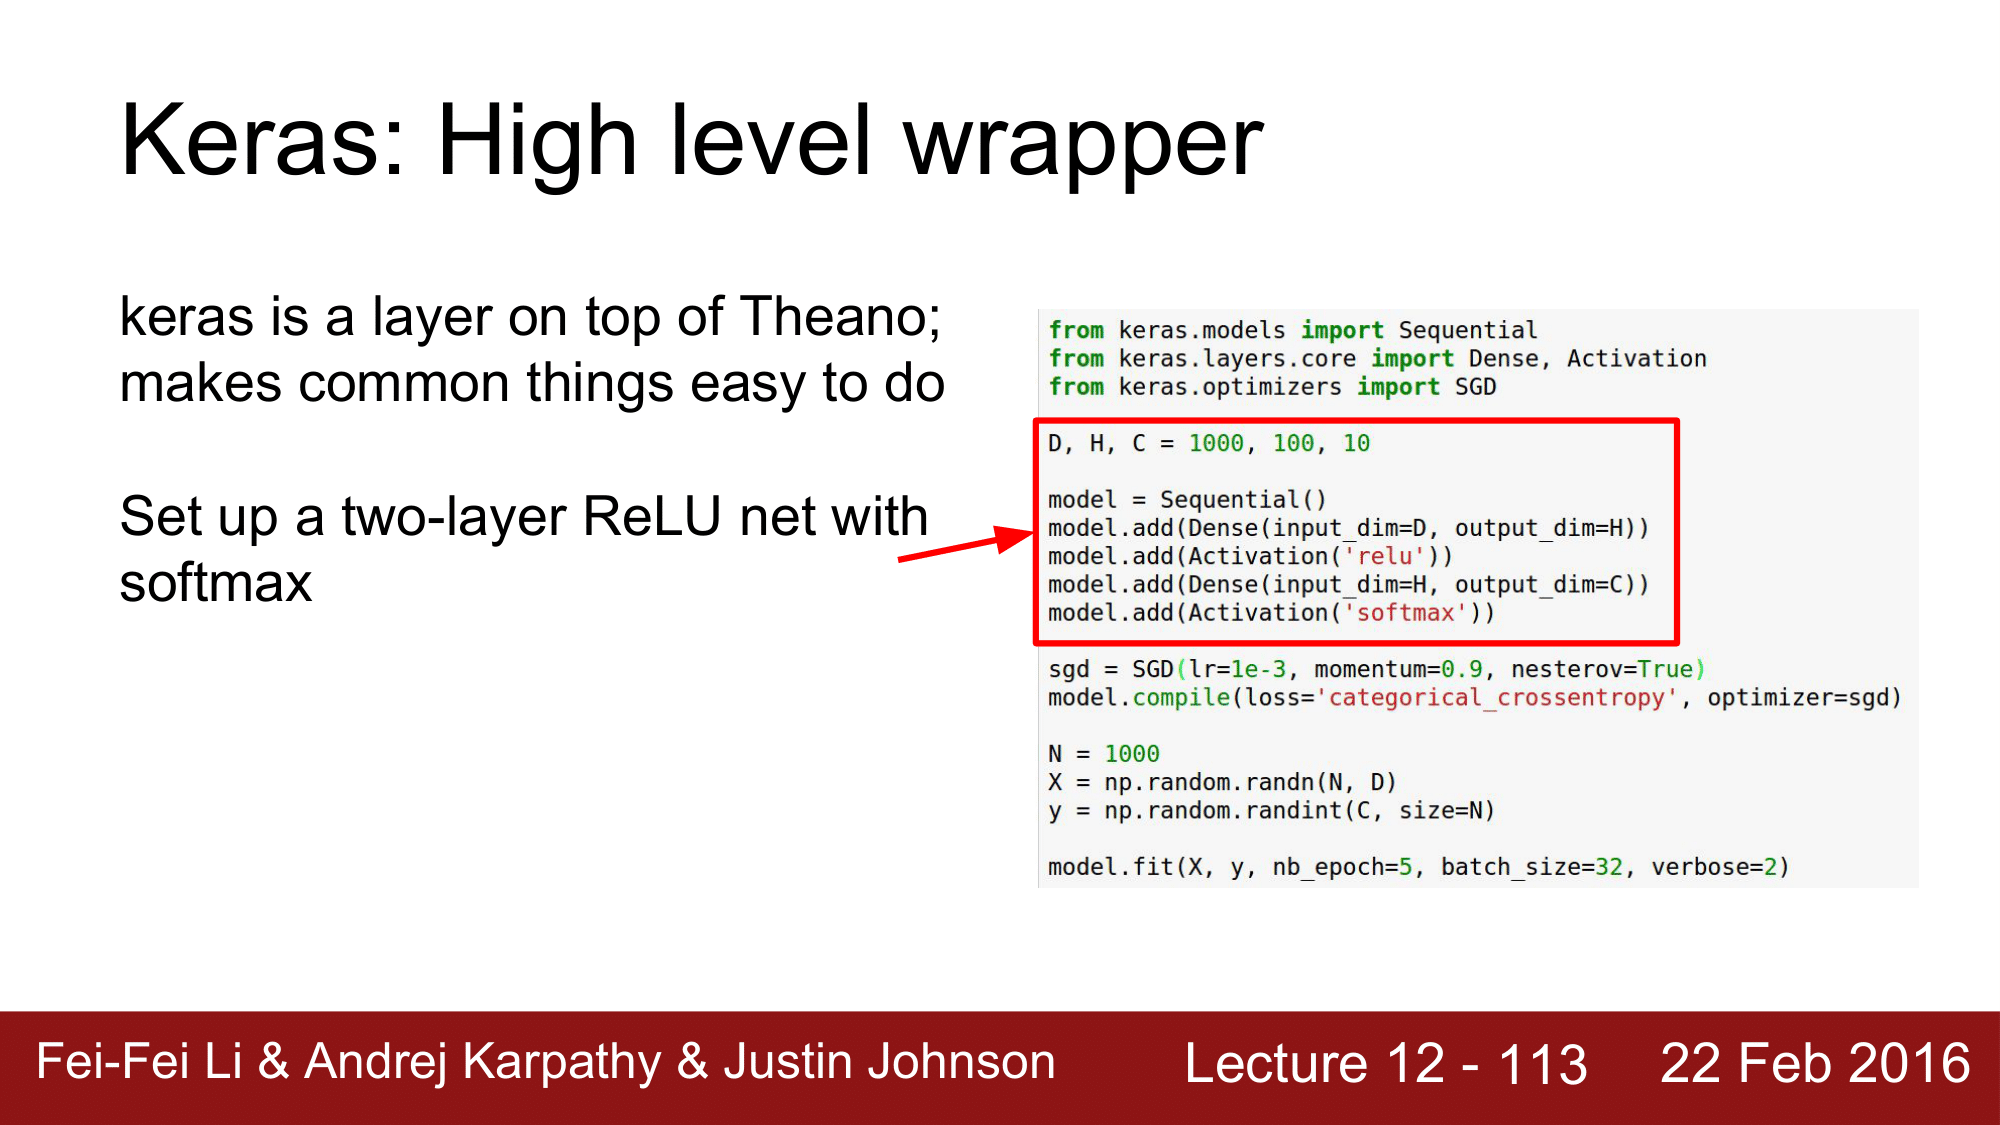 Keras: High level wrapper
keras is a layer on top of Theano;
makes common things easy to do
Set up a two-layer ReLU net with
softmax
from keras.models import Sequential
from keras.layers.core import Dense, Activation
from keras.optimizers import SGD
D, H, C = 1000, 100, 10
model = Sequential()
model.add(Dense(input_dim=D, output_dim=H))
model.add(Activation('relu'))
model.add(Dense(input_dim=H, output_dim=C))
model.add(Activation('softmax'))
sgd = SGD(lr=1e-3, momentum=0.9, nesterov=True)
model.compile(loss='categorical_crossentropy', optimizer=sgd)
N = 1000
X = np.random.randn(N, D)
y = np.random.randint(C, size=N)
model.fit(X, y, nb_epoch=5, batch_size=32, verbose=2)
Fei-Fei Li & Andrej Karpathy & Justin Johnson Lecture 12 - 113 22 Feb 2016